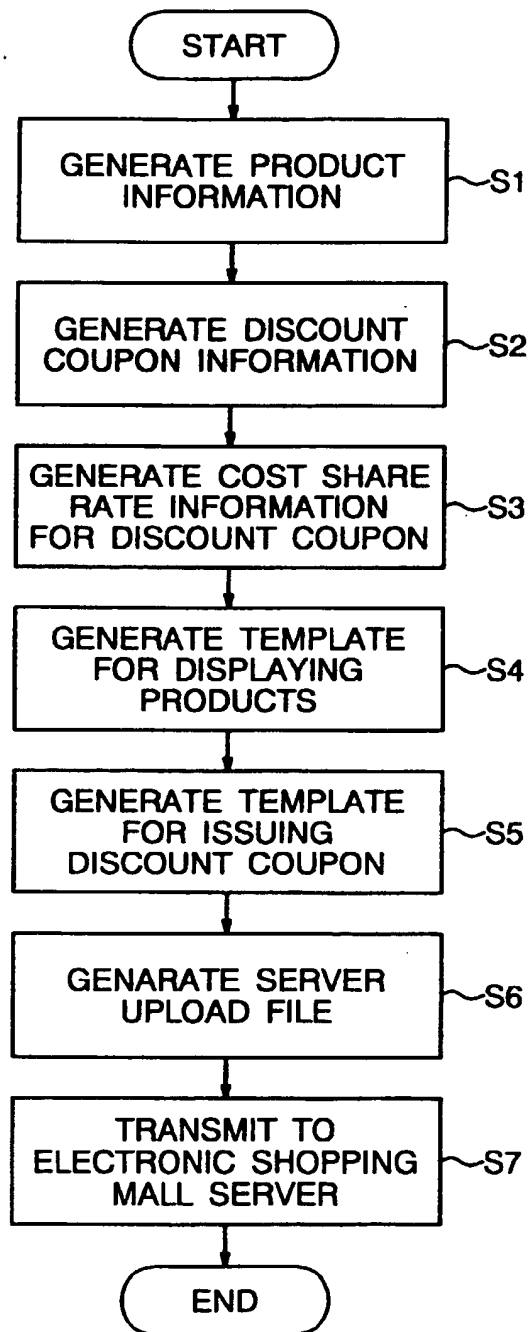 START
GENERATE PRODUCT
INFORMATION
S1
GENERATE DISCOUNT
COUPON INFORMATION
S2
GENERATE COST SHARE
RATE INFORMATION
FOR DISCOUNT COUPON
S3
GENERATE TEMPLATE
FOR DISPLAYING
PRODUCTS
S4
GENERATE TEMPLATE
FOR ISSUING
DISCOUNT COUPON
S5
GENARATE SERVER
UPLOAD FILE
S6
TRANSMIT TO
ELECTRONIC SHOPPING
MALL SERVER
S7
END